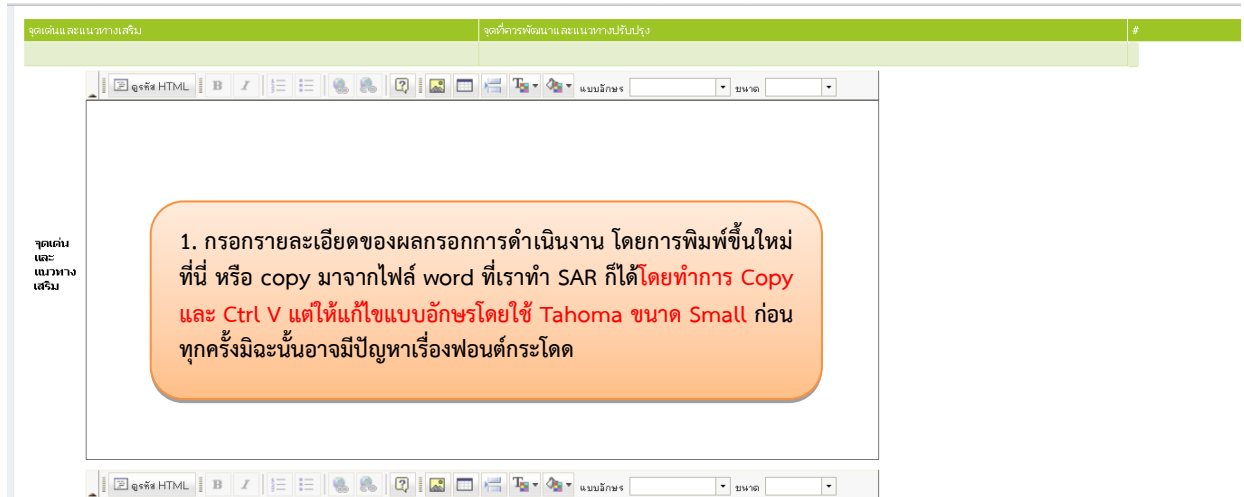 จุดเด่นและแนวทางเสริม จุดที่ควรพัฒนาและแนวทางปรับปรุง #
ดูรหัส HTML B I แบบอักษร ขนาด
จุดเด่น
และ
แนวทาง
เสริม
1. กรอกรายละเอียดของผลกรอกการดำเนินงาน โดยการพิมพ์ขึ้นใหม่
ที่นี่ หรือ copy มาจากไฟล์ word ที่เราทำ SAR ก็ได้โดยทำการ Copy
และ Ctrl V แต่ให้แก้ไขแบบอักษรโดยใช้ Tahoma ขนาด Small ก่อน
ทุกครั้งมิฉะนั้นอาจมีปัญหาเรื่องฟอนต์กระโดด
ดูรหัส HTML B I แบบอักษร ขนาด